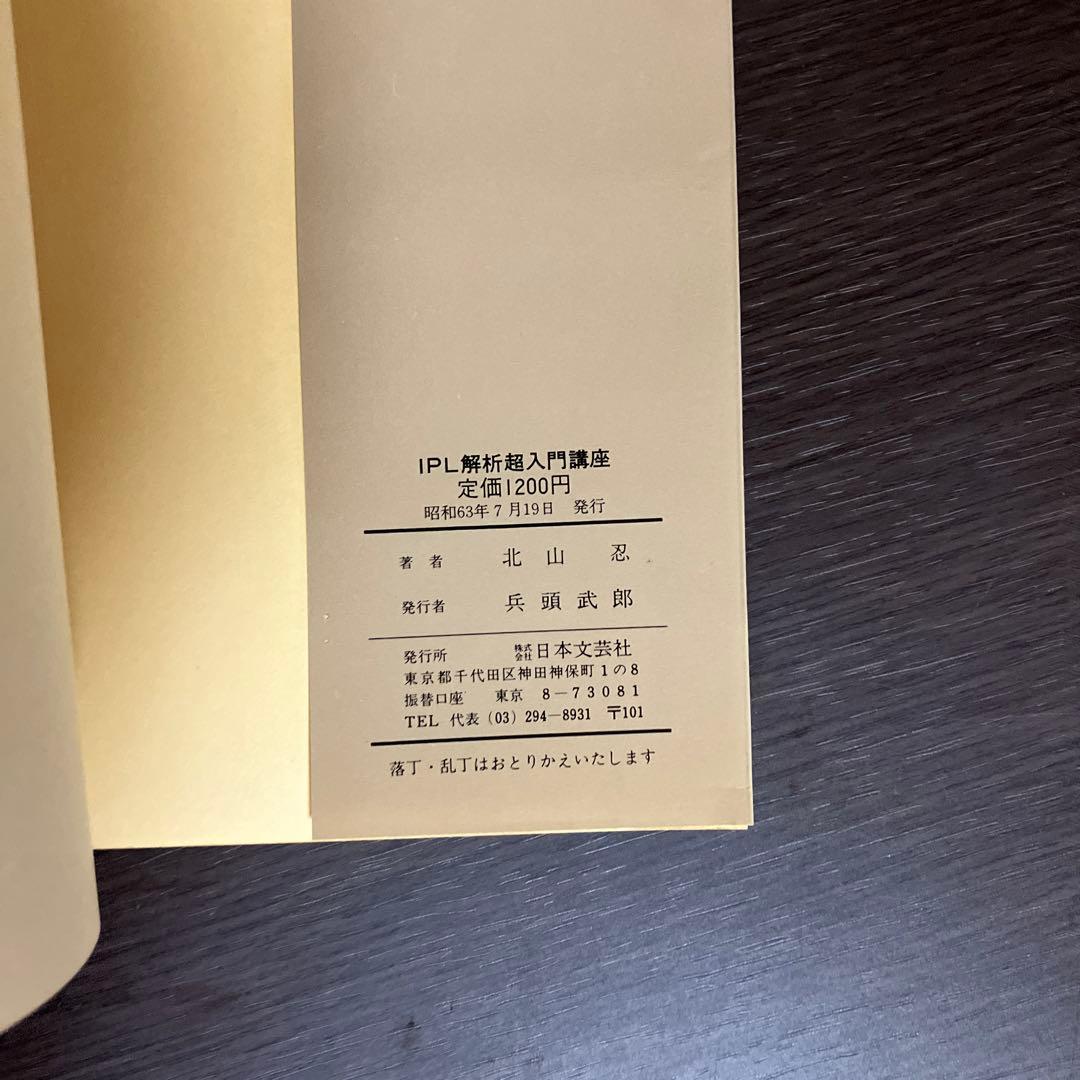 IPL解析超入門講座
定価1200円
昭和63年7月19日 発行
著者 北山 忍
発行者 兵頭武郎
発行所 株式会社日本文芸社
東京都千代田区神田神保町1の8
振替口座 東京 8-73081
TEL 代表 (03) 294-8931 〒101
落丁・乱丁はおとりかえいたします